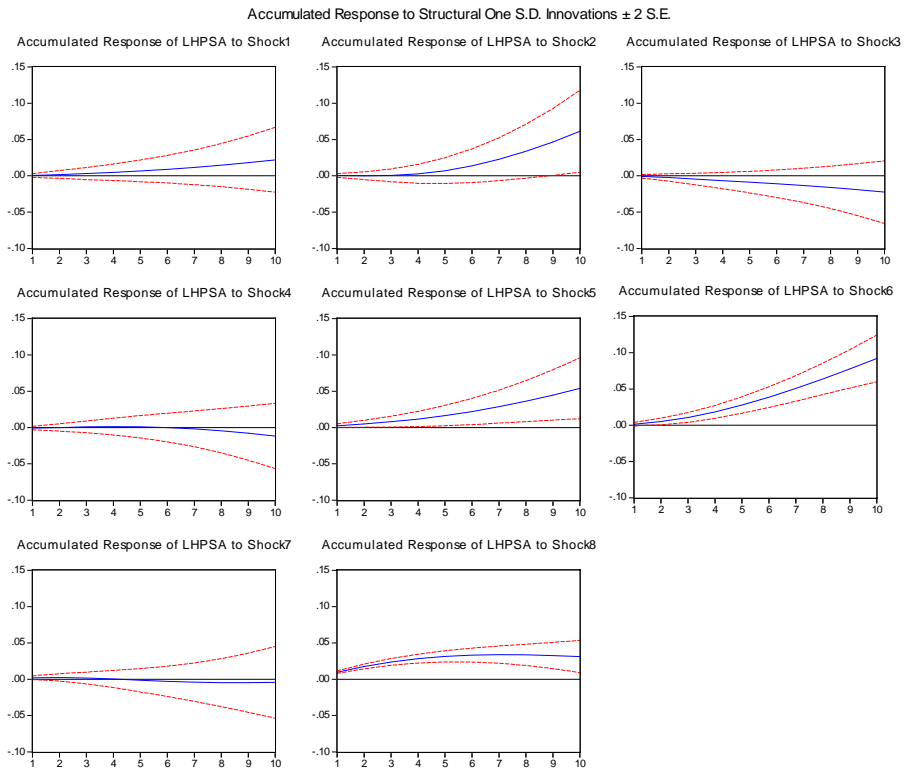 Accumulated Response to Structural One S.D. Innovations ± 2 S.E.
Accumulated Response of LHPSA to Shock1
.15
.10
.05
.00
-.05
-.10
1 2 3 4 5 6 7 8 9 10
Accumulated Response of LHPSA to Shock2
.15
.10
.05
.00
-.05
-.10
1 2 3 4 5 6 7 8 9 10
Accumulated Response of LHPSA to Shock3
.15
.10
.05
.00
-.05
-.10
1 2 3 4 5 6 7 8 9 10
Accumulated Response of LHPSA to Shock4
.15
.10
.05
.00
-.05
-.10
1 2 3 4 5 6 7 8 9 10
Accumulated Response of LHPSA to Shock5
.15
.10
.05
.00
-.05
-.10
1 2 3 4 5 6 7 8 9 10
Accumulated Response of LHPSA to Shock6
.15
.10
.05
.00
-.05
-.10
1 2 3 4 5 6 7 8 9 10
Accumulated Response of LHPSA to Shock7
.15
.10
.05
.00
-.05
-.10
1 2 3 4 5 6 7 8 9 10
Accumulated Response of LHPSA to Shock8
.15
.10
.05
.00
-.05
-.10
1 2 3 4 5 6 7 8 9 10